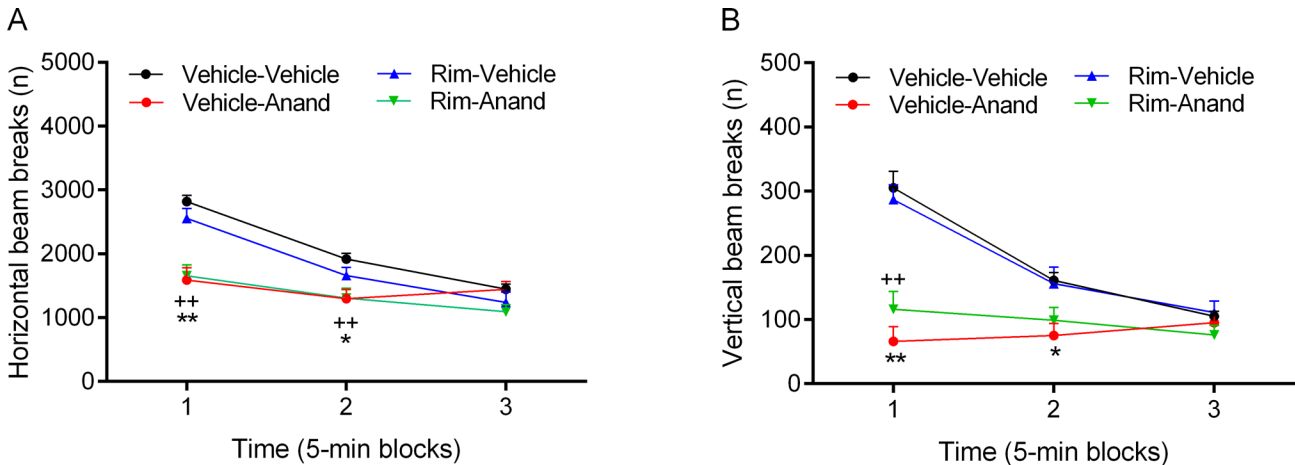 A
Horizontal beam breaks (n)
5000
4000
3000
2000
1000
0
Vehicle-Vehicle
Rim-Vehicle
Vehicle-Anand
Rim-Anand
++
**
++
*
1
2
3
Time (5-min blocks)
B
Vertical beam breaks (n)
500
400
300
200
100
0
Vehicle-Vehicle
Rim-Vehicle
Vehicle-Anand
Rim-Anand
++
**
*
1
2
3
Time (5-min blocks)